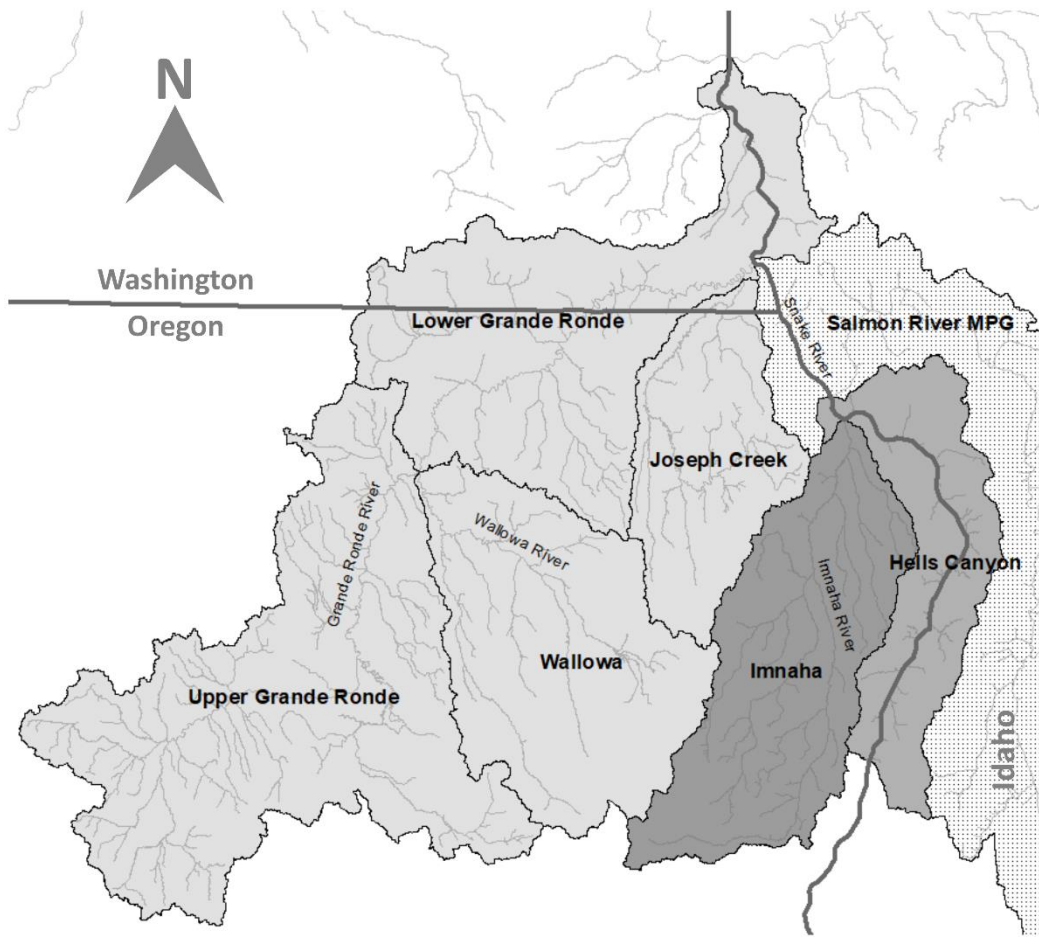 N
Washington
Oregon
Lower Grande Ronde
Snake River
Salmon River MPG
Joseph Creek
Grande Ronde River
Wallowa River
Imnaha River
Hells Canyon
Wallowa
Imnaha
Upper Grande Ronde
Idaho